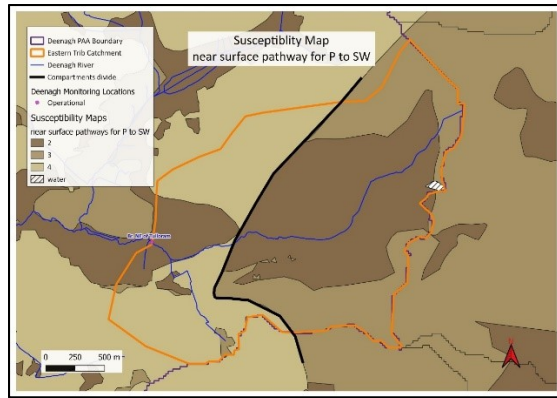 Susceptiblity Map
near surface pathway for P to SW
Deenagh PAA Boundary
Eastern Trib Catchment
Deenagh River
Compartments divide
Deenagh Monitoring Locations
Operational
Susceptibility Maps
near surface pathways for P to SW
2
3
4
water
0 250 500 m